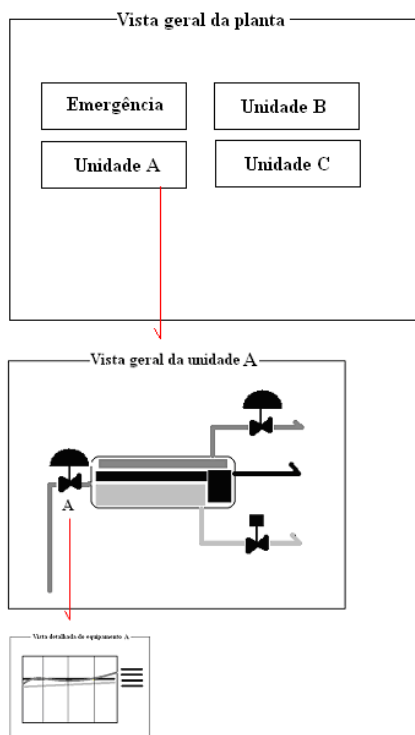 Vista geral da planta
Emergência
Unidade B
Unidade A
Unidade C
Vista geral da unidade A
A
Vista detalhada do equipamento A